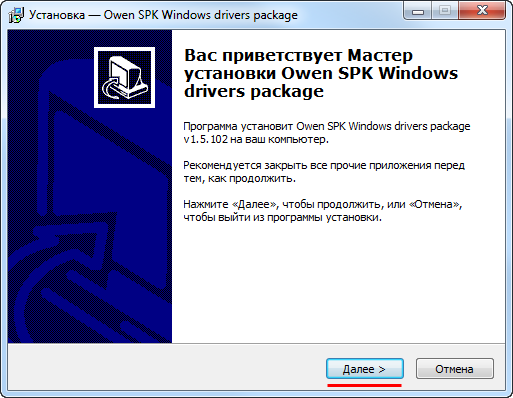 Установка — Owen SPK Windows drivers package
Вас приветствует Мастер
установки Owen SPK Windows
drivers package
Программа установит Owen SPK Windows drivers package
v1.5.102 на ваш компьютер.
Рекомендуется закрыть все прочие приложения перед
тем, как продолжить.
Нажмите «Далее», чтобы продолжить, или «Отмена»,
чтобы выйти из программы установки.
Далее >
Отмена